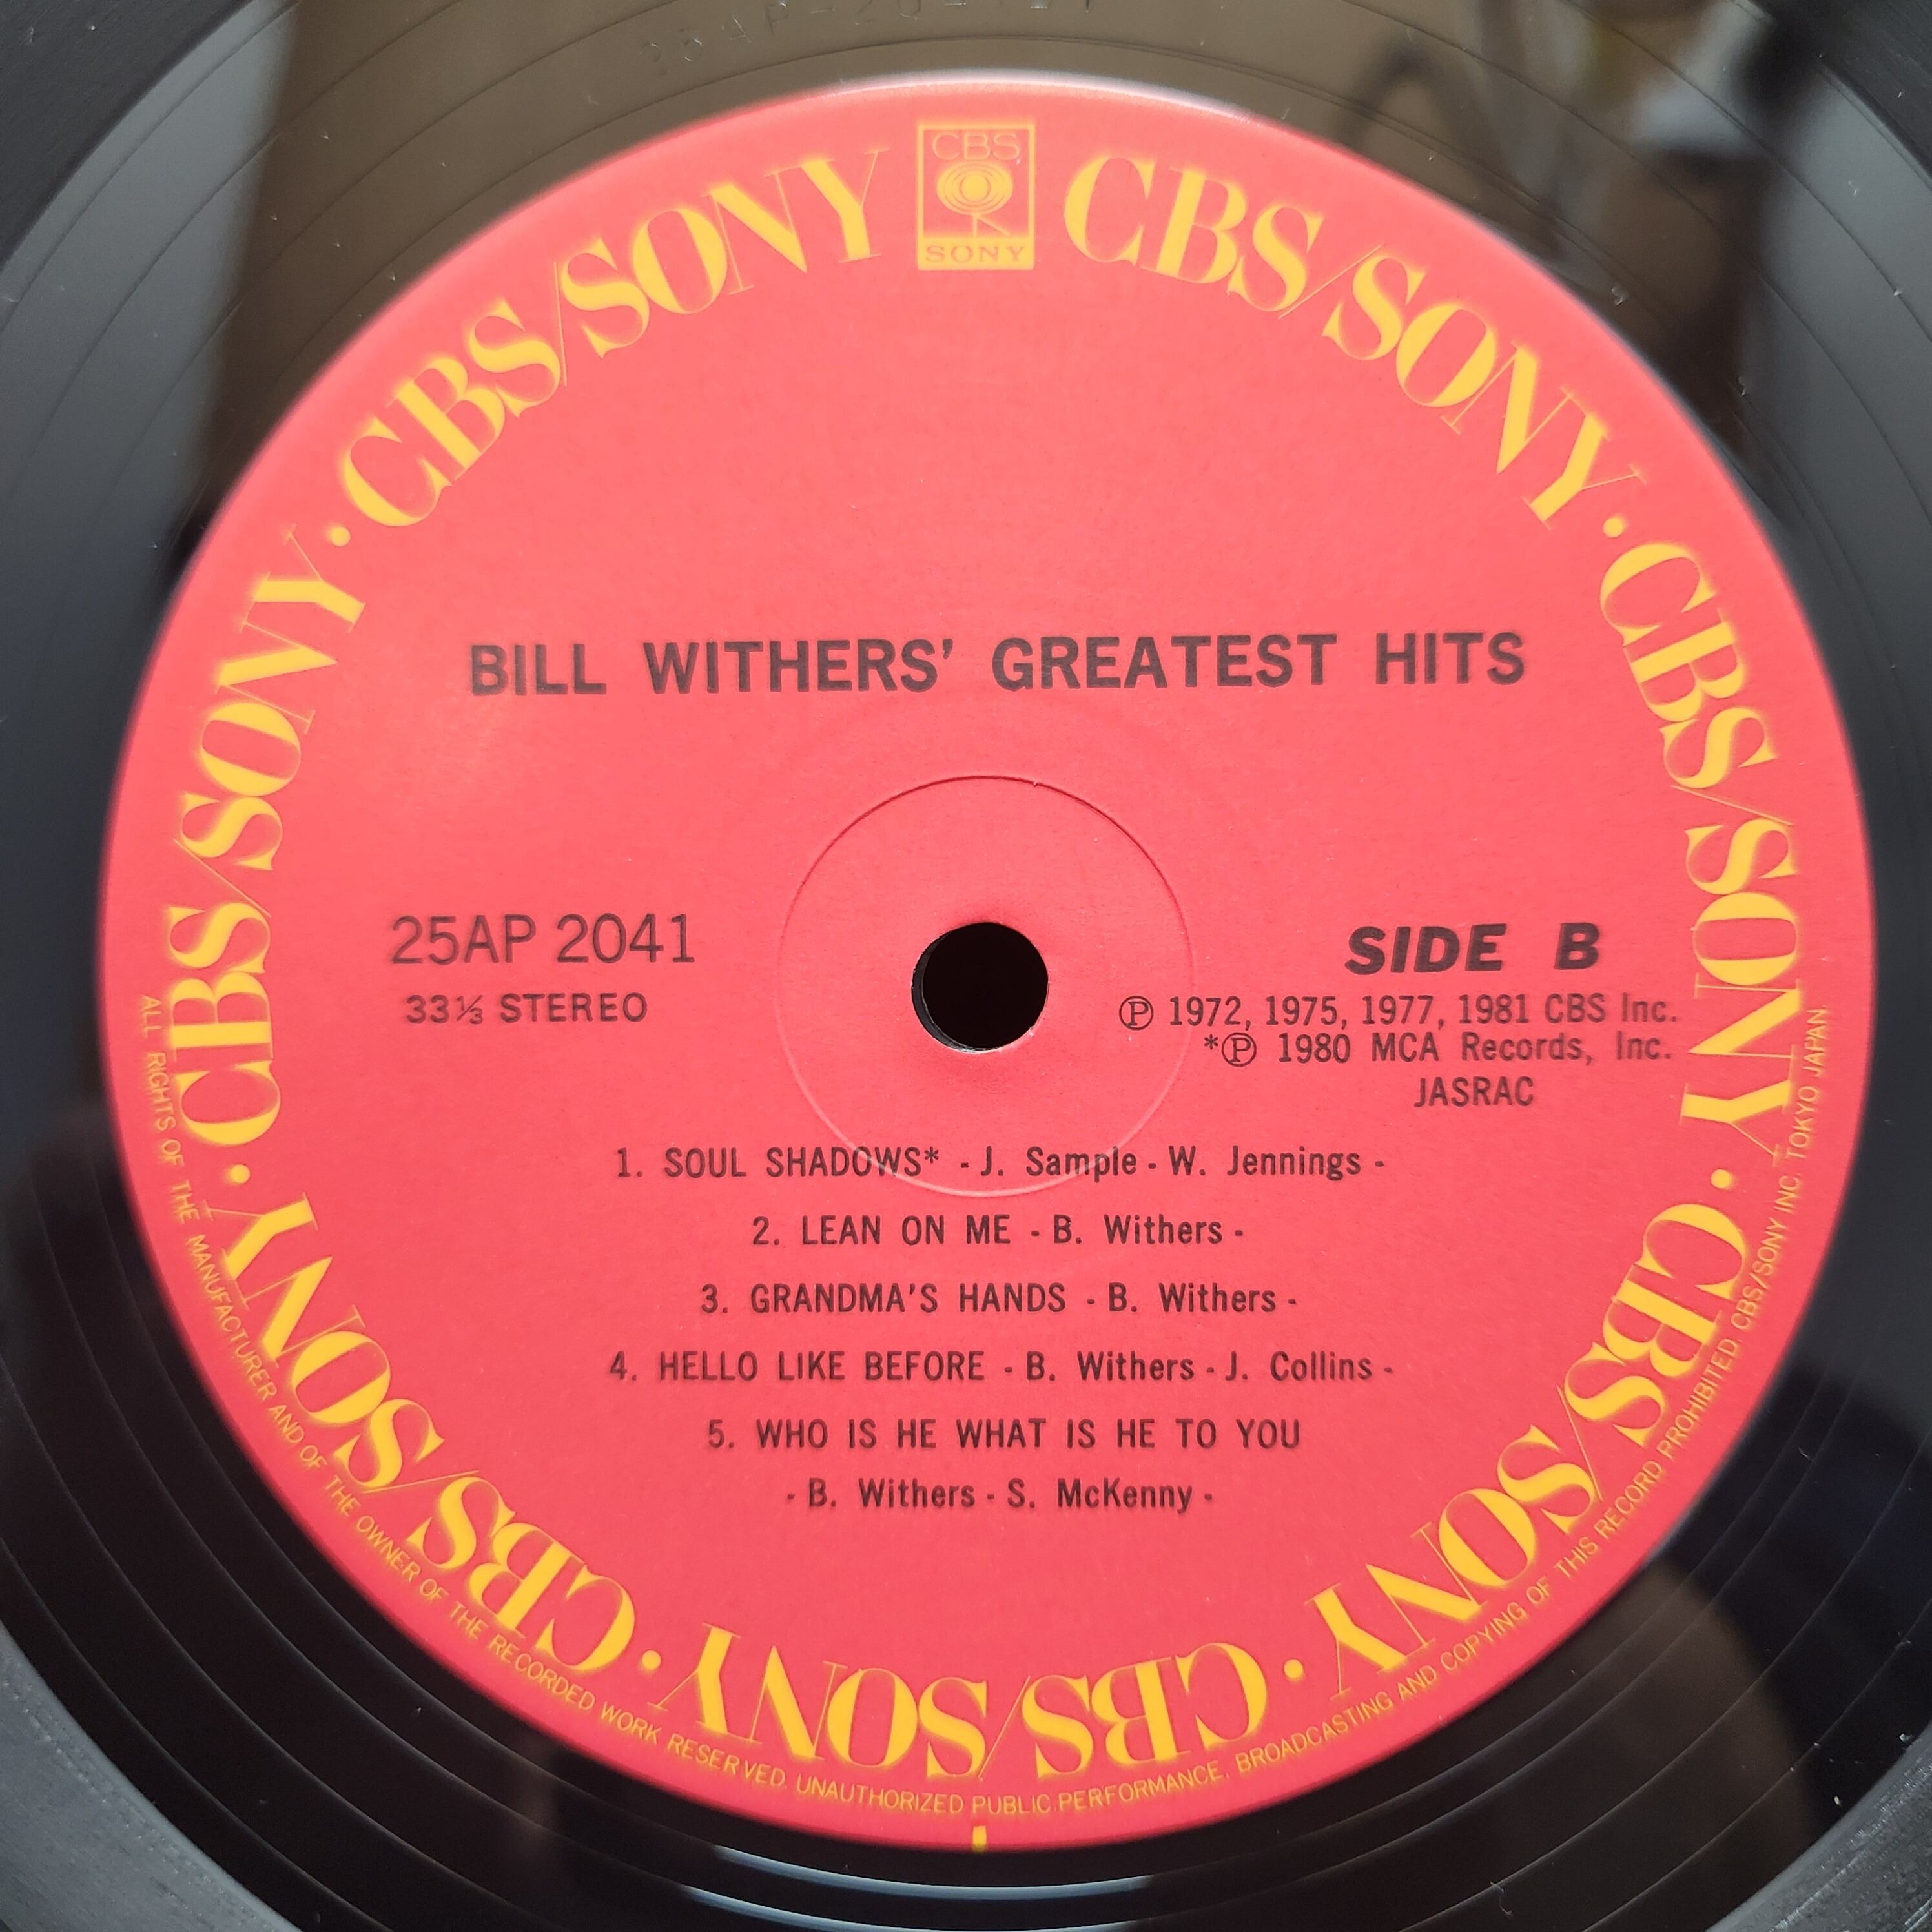 CBS
SONY
CBS/SONY · CBS/SONY · CBS/SONY · CBS/SONY · CBS/SONY · CBS/SONY · CBS/SONY
BILL WITHERS' GREATEST HITS
25AP 2041
33⅓ STEREO
SIDE B
Ⓟ 1972, 1975, 1977, 1981 CBS Inc.
*Ⓟ 1980 MCA Records, Inc.
JASRAC
1. SOUL SHADOWS* - J. Sample - W. Jennings -
2. LEAN ON ME - B. Withers -
3. GRANDMA'S HANDS - B. Withers -
4. HELLO LIKE BEFORE - B. Withers - J. Collins -
5. WHO IS HE WHAT IS HE TO YOU
- B. Withers - S. McKenny -
ALL RIGHTS OF THE MANUFACTURER AND OF THE OWNER OF THE RECORDED WORK RESERVED. UNAUTHORIZED PUBLIC PERFORMANCE, BROADCASTING AND COPYING OF THIS RECORD PROHIBITED. CBS/SONY INC. TOKYO JAPAN.